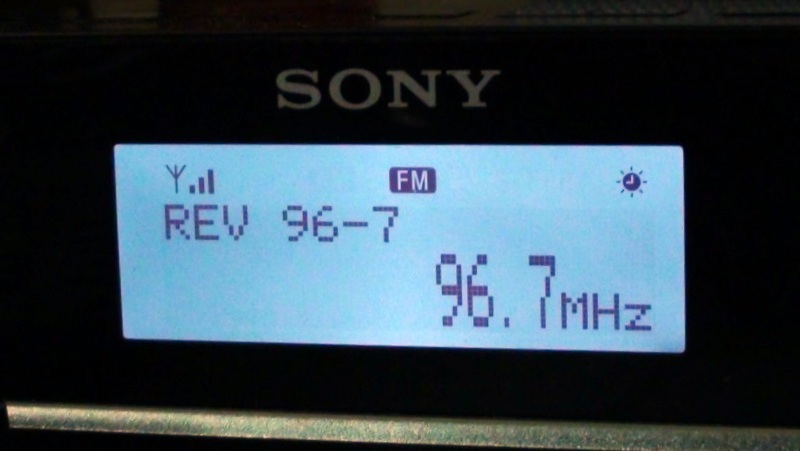 SONY
FM
REV 96-7
96.7MHz